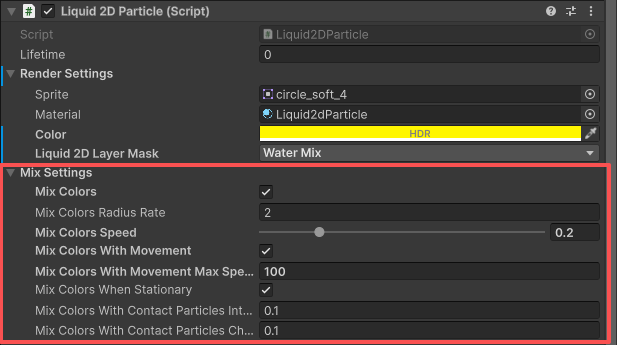 Liquid 2D Particle (Script)
Script Liquid2DParticle
Lifetime 0
Render Settings
Sprite circle_soft_4
Material Liquid2dParticle
Color HDR
Liquid 2D Layer Mask Water Mix
Mix Settings
Mix Colors
Mix Colors Radius Rate 2
Mix Colors Speed 0.2
Mix Colors With Movement
Mix Colors With Movement Max Spe... 100
Mix Colors When Stationary
Mix Colors With Contact Particles Int... 0.1
Mix Colors With Contact Particles Ch... 0.1